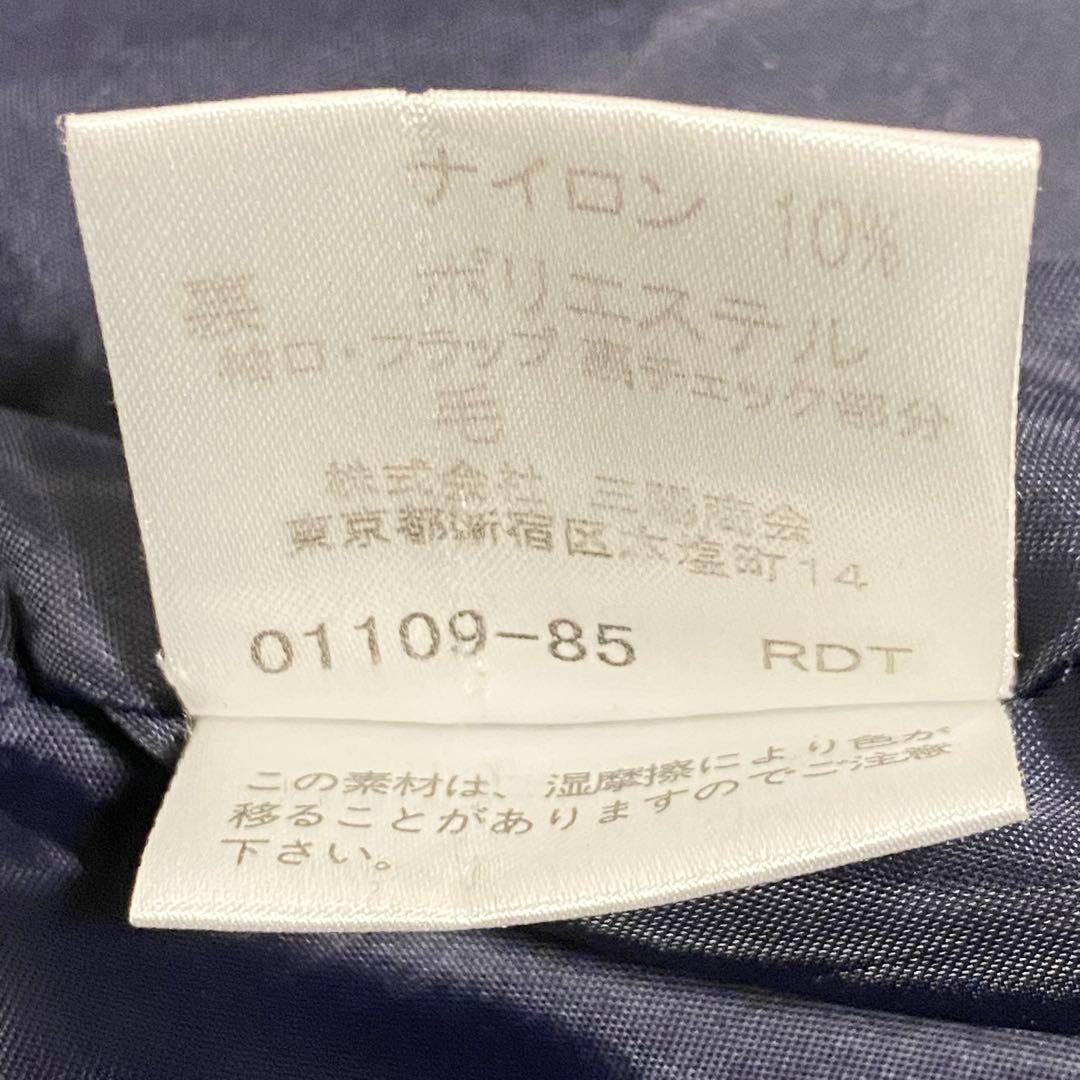 ナイロン 10%
裏 ポリエステル
袖口・フラップ裏チェック部分
毛
株式会社 三陽商会
東京都新宿区本塩町14
01109-85 RDT
この素材は、湿摩擦により色が
移ることがありますのでご注意
下さい。